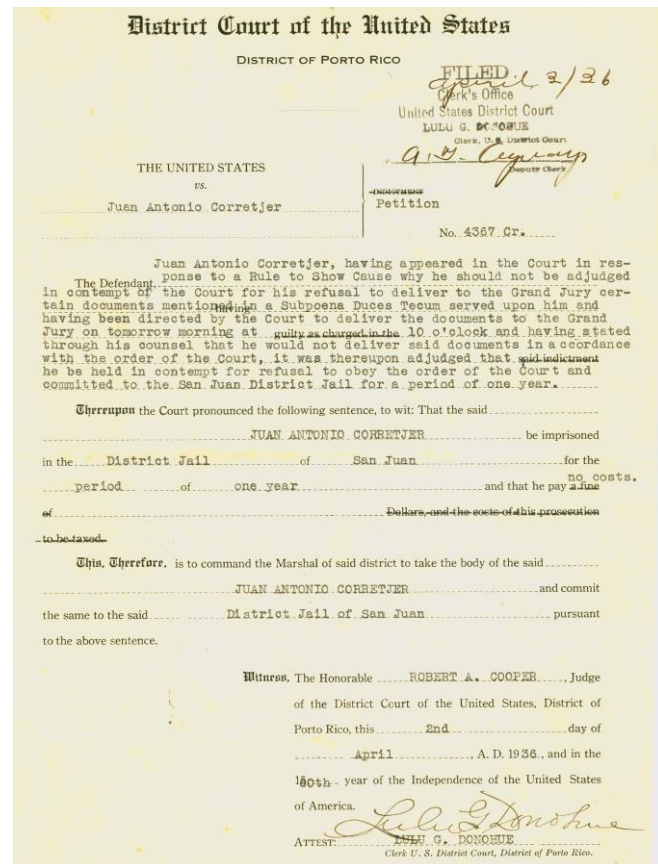 District Court of the United States
DISTRICT OF PORTO RICO
FILED
April 2/36
Clerk's Office
United States District Court
LULU G. DONOHUE
Clerk, U. S. District Court
Deputy Clerk
THE UNITED STATES
vs.
Juan Antonio Corretjer
INDICTMENT
Petition
No. 4367 Cr.
Juan Antonio Corretjer, having appeared in the Court in res-
The Defendant, ponse to a Rule to Show Cause why he should not be adjudged
in contempt of the Court for his refusal to deliver to the Grand Jury cer-
tain documents mentioned in a Subpoena Duces Tecum served upon him and
having
having been directed by the Court to deliver the documents to the Grand
Jury on tomorrow morning at guilty as charged in the 10 o'clock and having stated
through his counsel that he would not deliver said documents in accordance
with the order of the Court, it was thereupon adjudged that said indictment
he be held in contempt for refusal to obey the order of the Court and
committed to the San Juan District Jail for a period of one year.
Thereupon the Court pronounced the following sentence, to wit: That the said
JUAN ANTONIO CORRETJER be imprisoned
in the District Jail of San Juan for the
no costs.
period of one year and that he pay a fine
of Dollars, and the costs of this prosecution
to be taxed.
This, Therefore, is to command the Marshal of said district to take the body of the said
JUAN ANTONIO CORRETJER and commit
the same to the said District Jail of San Juan pursuant
to the above sentence.
Witness, The Honorable ROBERT A. COOPER, Judge
of the District Court of the United States, District of
Porto Rico, this 2nd day of
April, A. D. 1936, and in the
160th year of the Independence of the United States
of America.
Lulu G Donohue
ATTEST: LULU G. DONOHUE
Clerk U. S. District Court, District of Porto Rico.